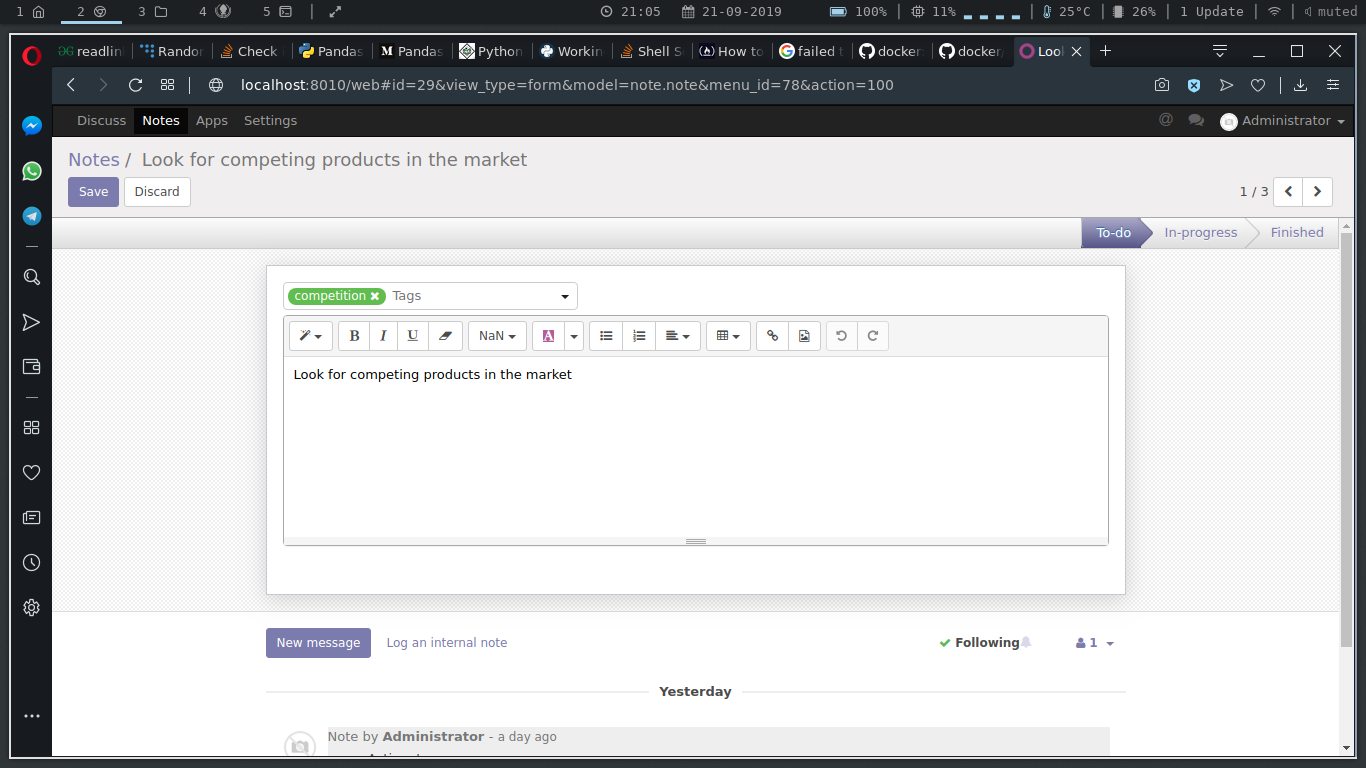 1 2 3 4 5 21:05 21-09-2019 100% 11% 25°C 26% 1 Update muted
readlin Randor Check Pandas Pandas Python Workin Shell S How to failed t docker docker, Loo
localhost:8010/web#id=29&view_type=form&model=note.note&menu_id=78&action=100
Discuss Notes Apps Settings @ Administrator
Notes / Look for competing products in the market
Save Discard 1 / 3
To-do In-progress Finished
competition Tags
B I U NaN A
Look for competing products in the market
New message Log an internal note Following 1
Yesterday
Note by Administrator - a day ago